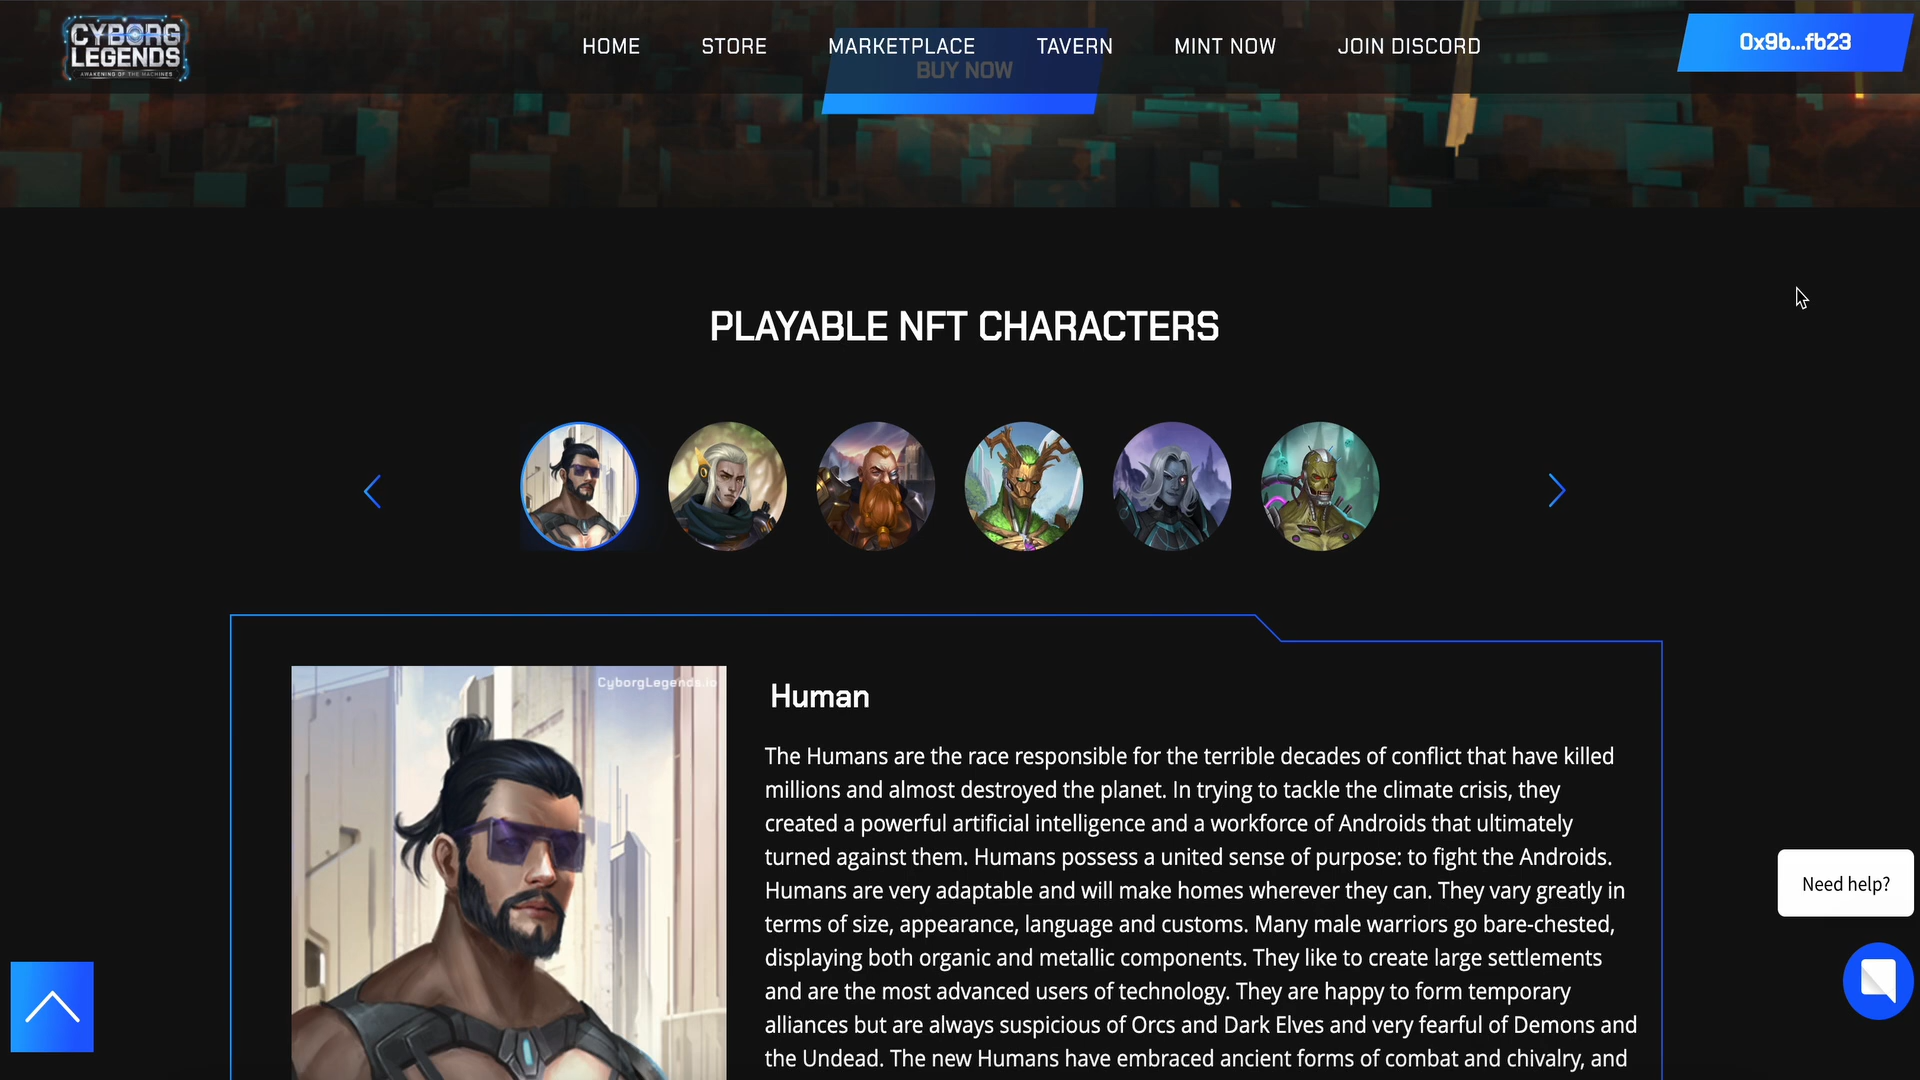 CYBORG
LEGENDS
AWAKENING OF THE MACHINES
HOME
STORE
MARKETPLACE
TAVERN
MINT NOW
JOIN DISCORD
0x9b...fb23
BUY NOW
PLAYABLE NFT CHARACTERS
CyborgLegends.io
Human
The Humans are the race responsible for the terrible decades of conflict that have killed
millions and almost destroyed the planet. In trying to tackle the climate crisis, they
created a powerful artificial intelligence and a workforce of Androids that ultimately
turned against them. Humans possess a united sense of purpose: to fight the Androids.
Humans are very adaptable and will make homes wherever they can. They vary greatly in
terms of size, appearance, language and customs. Many male warriors go bare-chested,
displaying both organic and metallic components. They like to create large settlements
and are the most advanced users of technology. They are happy to form temporary
alliances but are always suspicious of Orcs and Dark Elves and very fearful of Demons and
the Undead. The new Humans have embraced ancient forms of combat and chivalry, and
Need help?